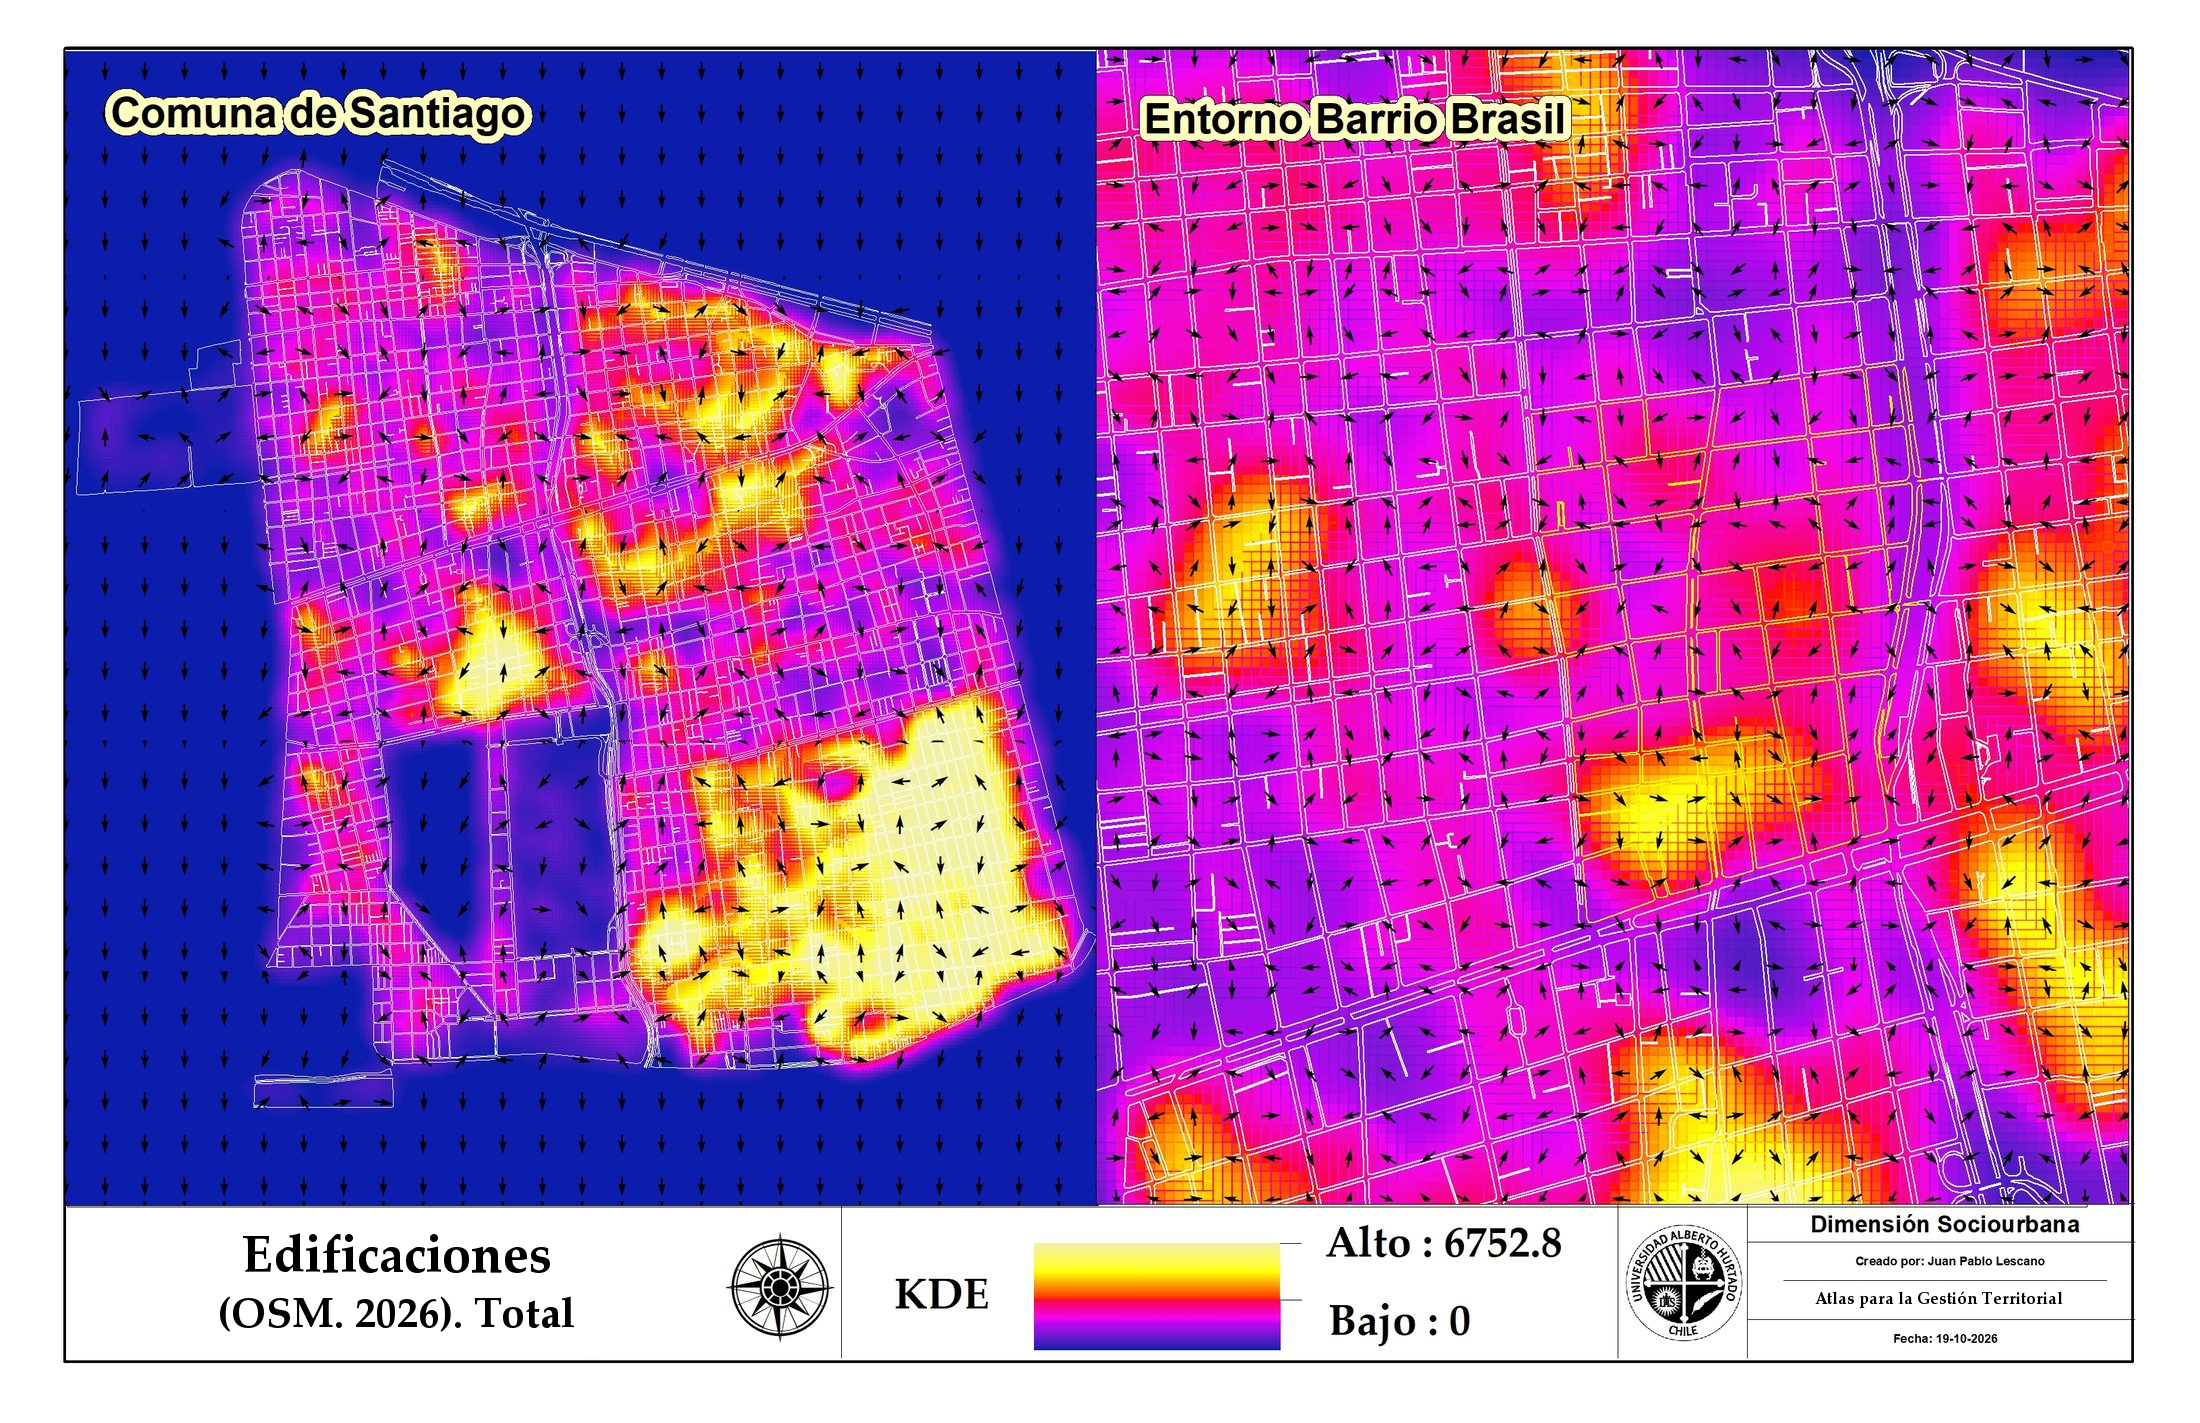 Comuna de Santiago
Entorno Barrio Brasil
Edificaciones
(OSM. 2026). Total
KDE
Alto : 6752.8
Bajo : 0
UNIVERSIDAD ALBERTO HURTADO
CHILE
Dimensión Sociourbana
Creado por: Juan Pablo Lescano
Atlas para la Gestión Territorial
Fecha: 19-10-2026